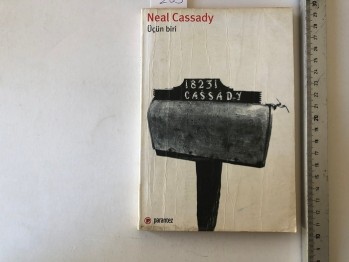 Neal Cassady
Üçün biri
18231
CASSADY
parantez